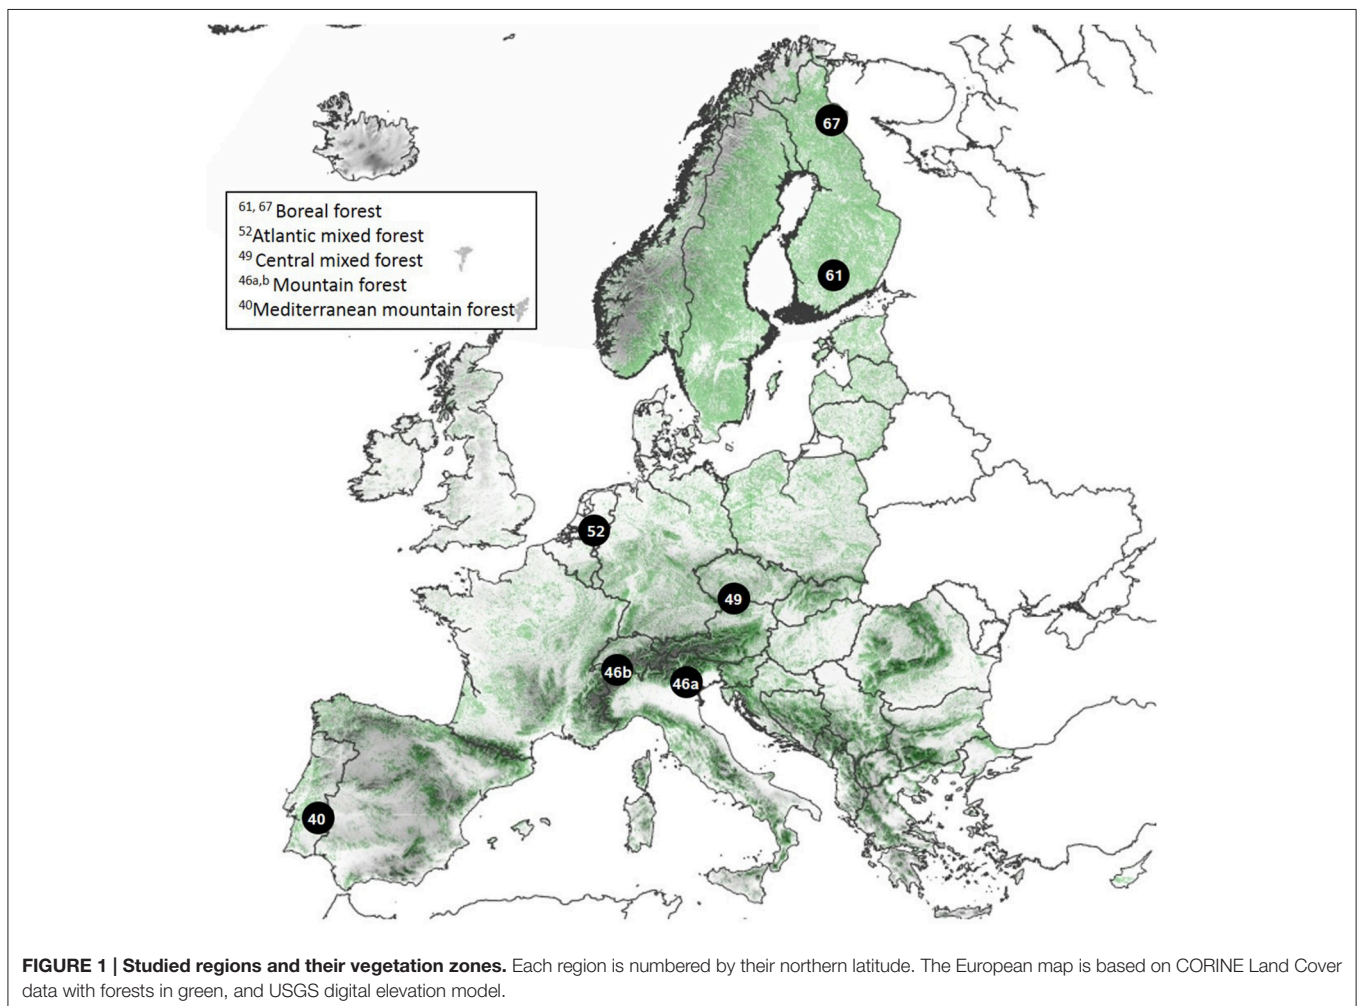 67
61, 67 Boreal forest
52Atlantic mixed forest
49 Central mixed forest
46a,b Mountain forest
40Mediterranean mountain forest
61
52
49
46b
46a
40
FIGURE 1 | Studied regions and their vegetation zones. Each region is numbered by their northern latitude. The European map is based on CORINE Land Cover
data with forests in green, and USGS digital elevation model.